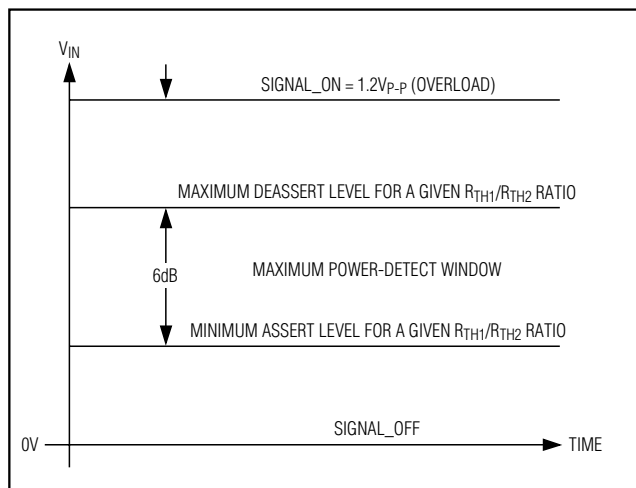 VIN
SIGNAL_ON = 1.2VP-P (OVERLOAD)
MAXIMUM DEASSERT LEVEL FOR A GIVEN RTH1/RTH2 RATIO
6dB
MAXIMUM POWER-DETECT WINDOW
MINIMUM ASSERT LEVEL FOR A GIVEN RTH1/RTH2 RATIO
SIGNAL_OFF
0V
TIME